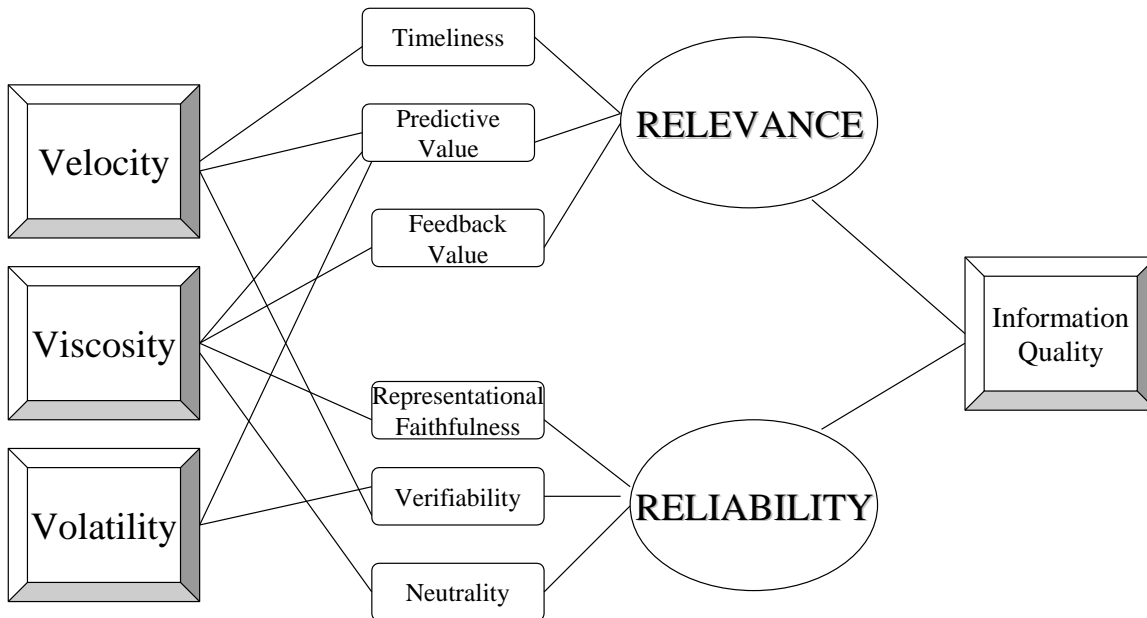 Velocity
Viscosity
Volatility
Timeliness
Predictive
Value
Feedback
Value
Representational
Faithfulness
Verifiability
Neutrality
RELEVANCE
RELIABILITY
Information
Quality